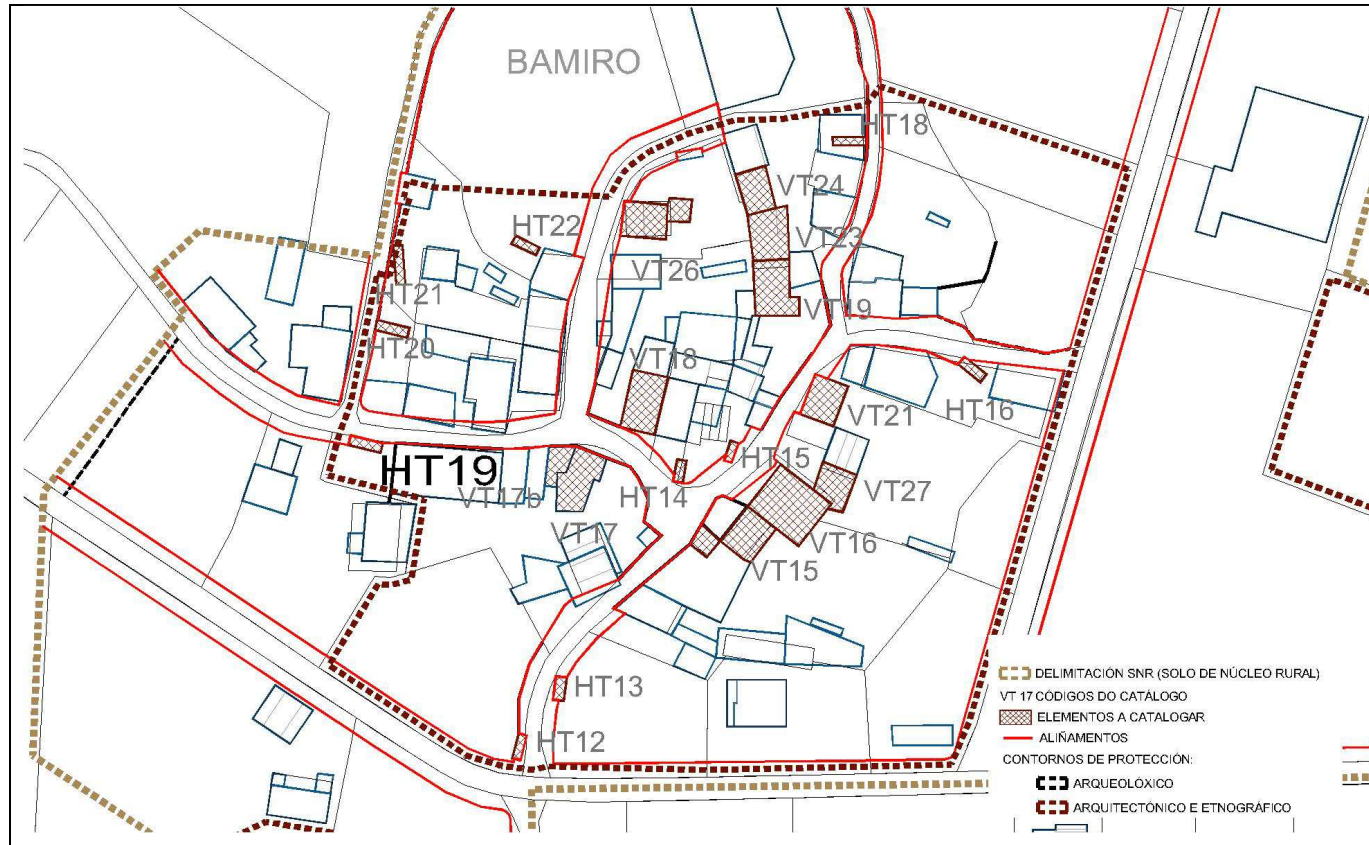 BAMIRO
HT18
VT24
HT22
VT23
VT26
HT21
VT19
HT20
VT18
HT16
VT21
HT15
HT19
VT17b
HT14
VT27
VT17
VT16
VT15
HT13
HT12
DELIMITACIÓN SNR (SOLO DE NÚCLEO RURAL)
VT 17 CÓDIGOS DO CATÁLOGO
ELEMENTOS A CATALOGAR
ALIÑAMENTOS
CONTORNOS DE PROTECCIÓN:
ARQUEOLÓXICO
ARQUITECTÓNICO E ETNOGRÁFICO